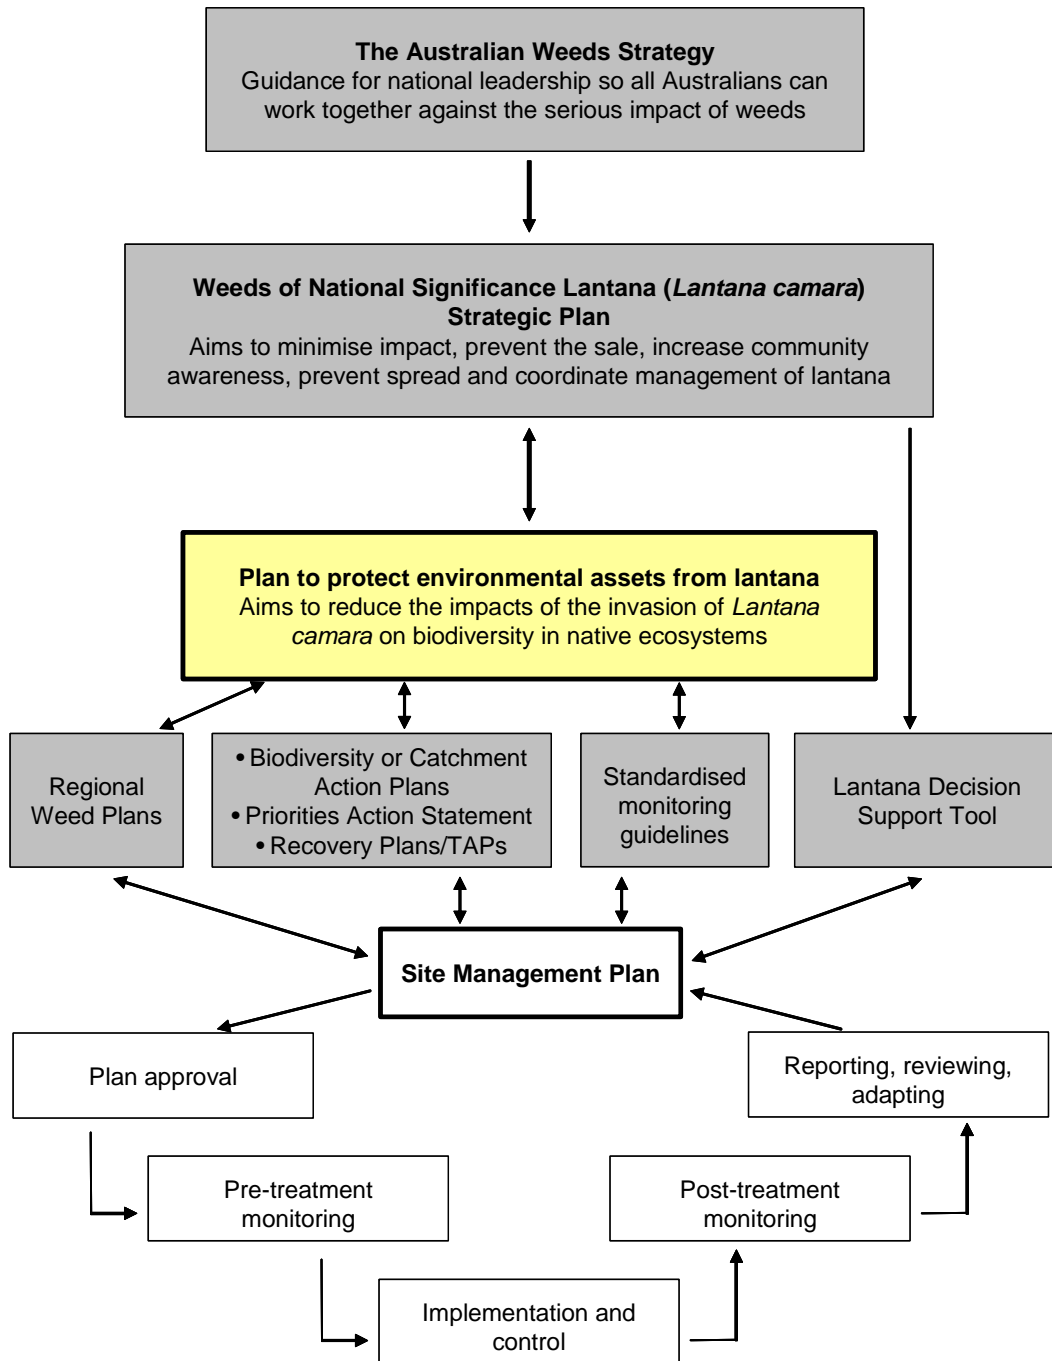 The Australian Weeds Strategy
Guidance for national leadership so all Australians can
work together against the serious impact of weeds
Weeds of National Significance Lantana (Lantana camara)
Strategic Plan
Aims to minimise impact, prevent the sale, increase community
awareness, prevent spread and coordinate management of lantana
Plan to protect environmental assets from lantana
Aims to reduce the impacts of the invasion of Lantana
camara on biodiversity in native ecosystems
Regional
Weed Plans
• Biodiversity or Catchment
Action Plans
• Priorities Action Statement
• Recovery Plans/TAPs
Standardised
monitoring
guidelines
Lantana Decision
Support Tool
Site Management Plan
Plan approval
Reporting, reviewing,
adapting
Pre-treatment
monitoring
Post-treatment
monitoring
Implementation and
control